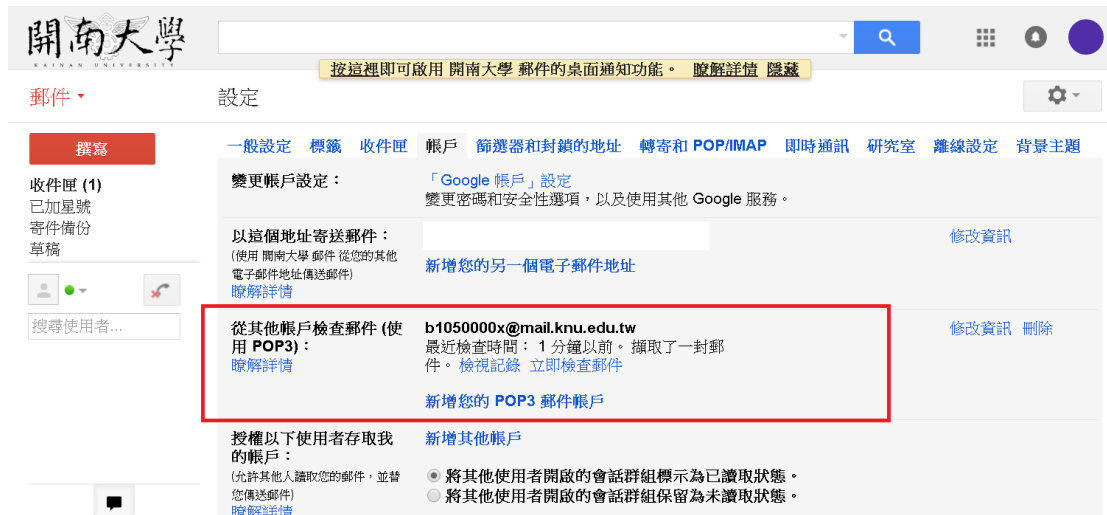 開南大學
KAINAN UNIVERSITY
按這裡即可啟用 開南大學 郵件的桌面通知功能。 瞭解詳情 隱藏
郵件
設定
撰寫
收件匣 (1)
已加星號
寄件備份
草稿
搜尋使用者...
一般設定 標籤 收件匣 帳戶 篩選器和封鎖的地址 轉寄和 POP/IMAP 即時通訊 研究室 離線設定 背景主題
變更帳戶設定：
「Google 帳戶」設定
變更密碼和安全性選項，以及使用其他 Google 服務。
以這個地址寄送郵件：
(使用 開南大學 郵件 從您的其他
電子郵件地址傳送郵件)
瞭解詳情
新增您的另一個電子郵件地址
修改資訊
從其他帳戶檢查郵件 (使
用 POP3)：
瞭解詳情
b1050000x@mail.knu.edu.tw
最近檢查時間： 1 分鐘以前。 擷取了一封郵
件。 檢視記錄 立即檢查郵件
新增您的 POP3 郵件帳戶
修改資訊 刪除
授權以下使用者存取我
的帳戶：
(允許其他人讀取您的郵件，並替
您傳送郵件)
瞭解詳情
新增其他帳戶
將其他使用者開啟的會話群組標示為已讀取狀態。
將其他使用者開啟的會話群組保留為未讀取狀態。